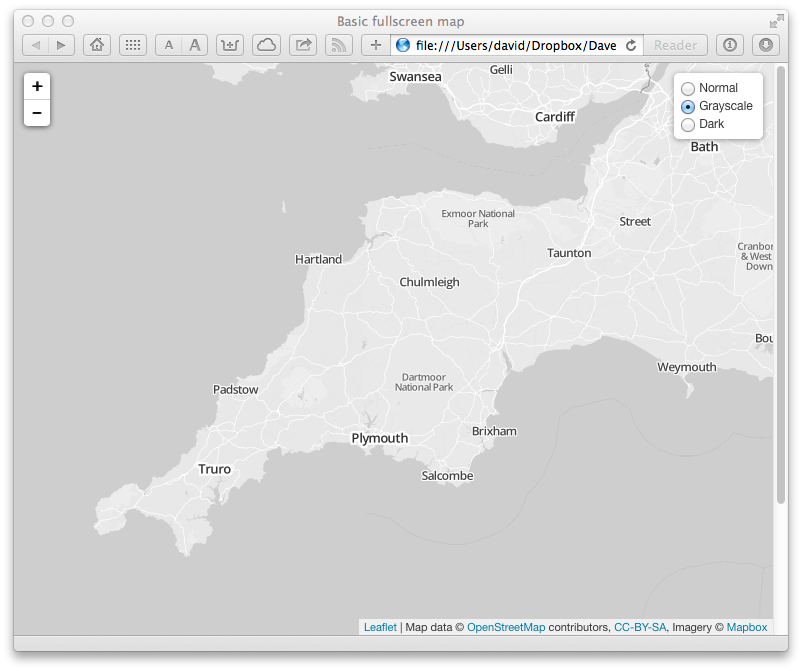 Basic fullscreen map
A A
file:///Users/david/Dropbox/Dave
Reader
+
−
Normal
Grayscale
Dark
Swansea
Gelli
Cardiff
Bath
Exmoor National
Park
Street
Taunton
Hartland
Chulmleigh
Cranbor
& West
Down
Bou
Weymouth
Dartmoor
National Park
Padstow
Plymouth
Brixham
Truro
Salcombe
Leaflet | Map data © OpenStreetMap contributors, CC-BY-SA, Imagery © Mapbox